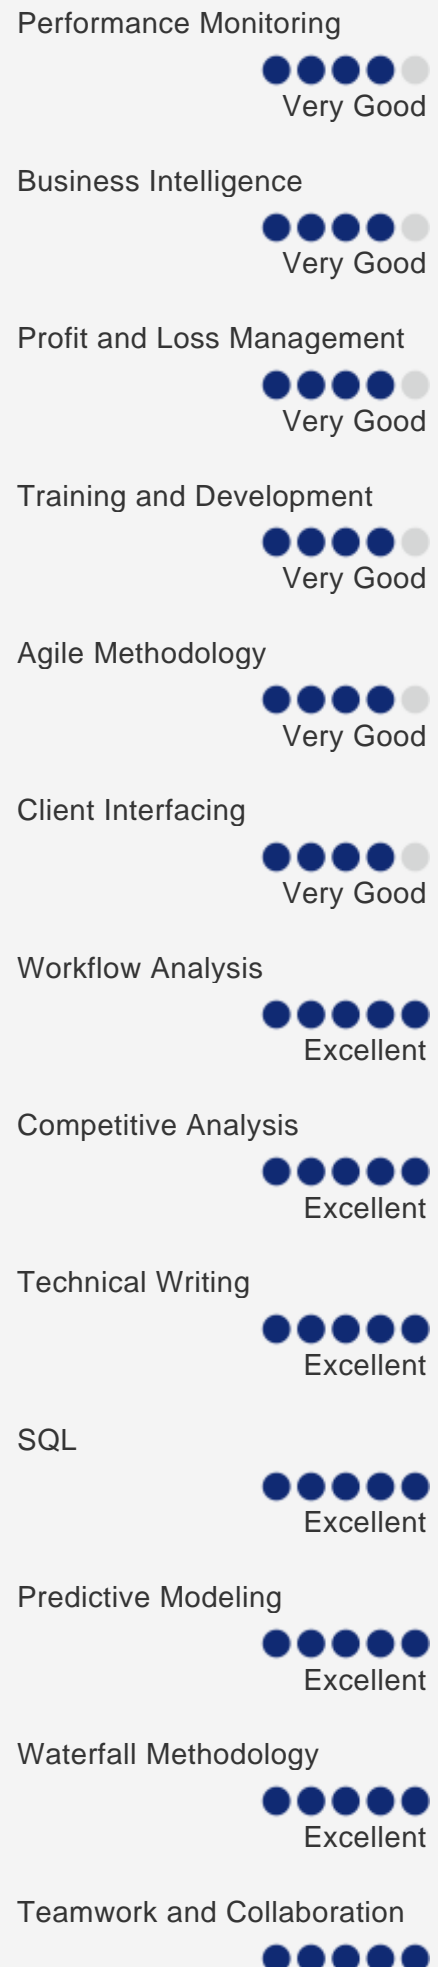 Performance Monitoring
Very Good
Business Intelligence
Very Good
Profit and Loss Management
Very Good
Training and Development
Very Good
Agile Methodology
Very Good
Client Interfacing
Very Good
Workflow Analysis
Excellent
Competitive Analysis
Excellent
Technical Writing
Excellent
SQL
Excellent
Predictive Modeling
Excellent
Waterfall Methodology
Excellent
Teamwork and Collaboration